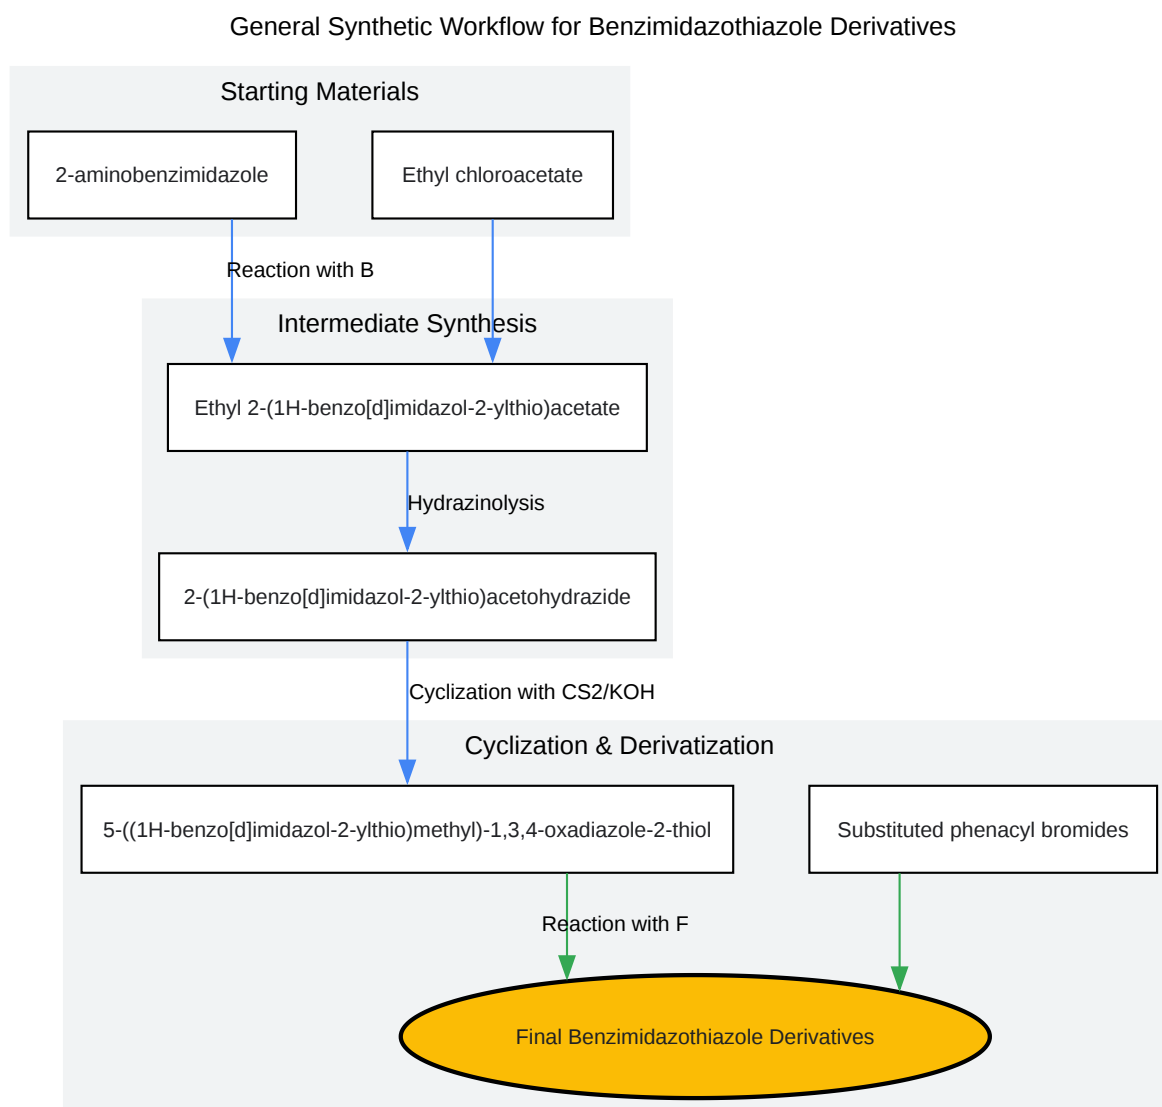 General Synthetic Workflow for Benzimidazothiazole Derivatives
Starting Materials
2-aminobenzimidazole
Ethyl chloroacetate
Reaction with B
Intermediate Synthesis
Ethyl 2-(1H-benzo[d]imidazol-2-ylthio)acetate
Hydrazinolysis
2-(1H-benzo[d]imidazol-2-ylthio)acetohydrazide
Cyclization with CS2/KOH
Cyclization & Derivatization
5-((1H-benzo[d]imidazol-2-ylthio)methyl)-1,3,4-oxadiazole-2-thiol
Substituted phenacyl bromides
Reaction with F
Final Benzimidazothiazole Derivatives